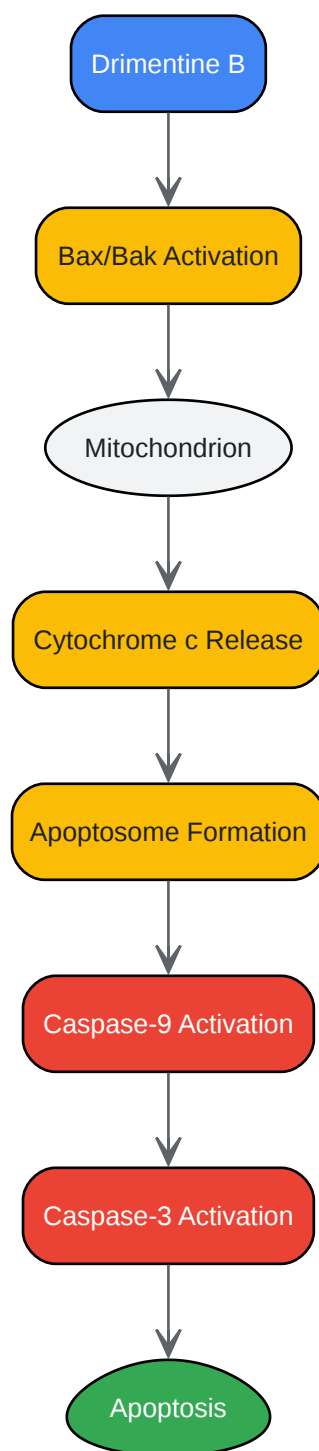 Drimentine B
Bax/Bak Activation
Mitochondrion
Cytochrome c Release
Apoptosome Formation
Caspase-9 Activation
Caspase-3 Activation
Apoptosis